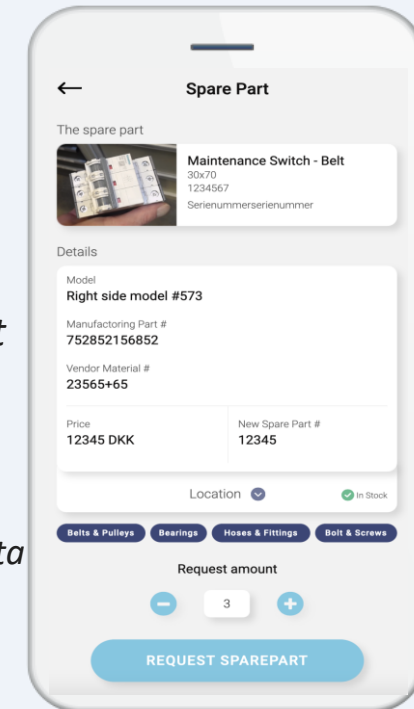 Spare Part
The spare part
Maintenance Switch - Belt
30x70
1234567
Serienummerserienummer
Details
Model
Right side model #573
t
Manufactoring Part #
752852156852
Vendor Material #
23565+65
Price
12345 DKK
New Spare Part #
12345
Location
In Stock
Belts & Pulleys
Bearings
Hoses & Fittings
Bolt & Screws
ta
Request amount
3
REQUEST SPAREPART